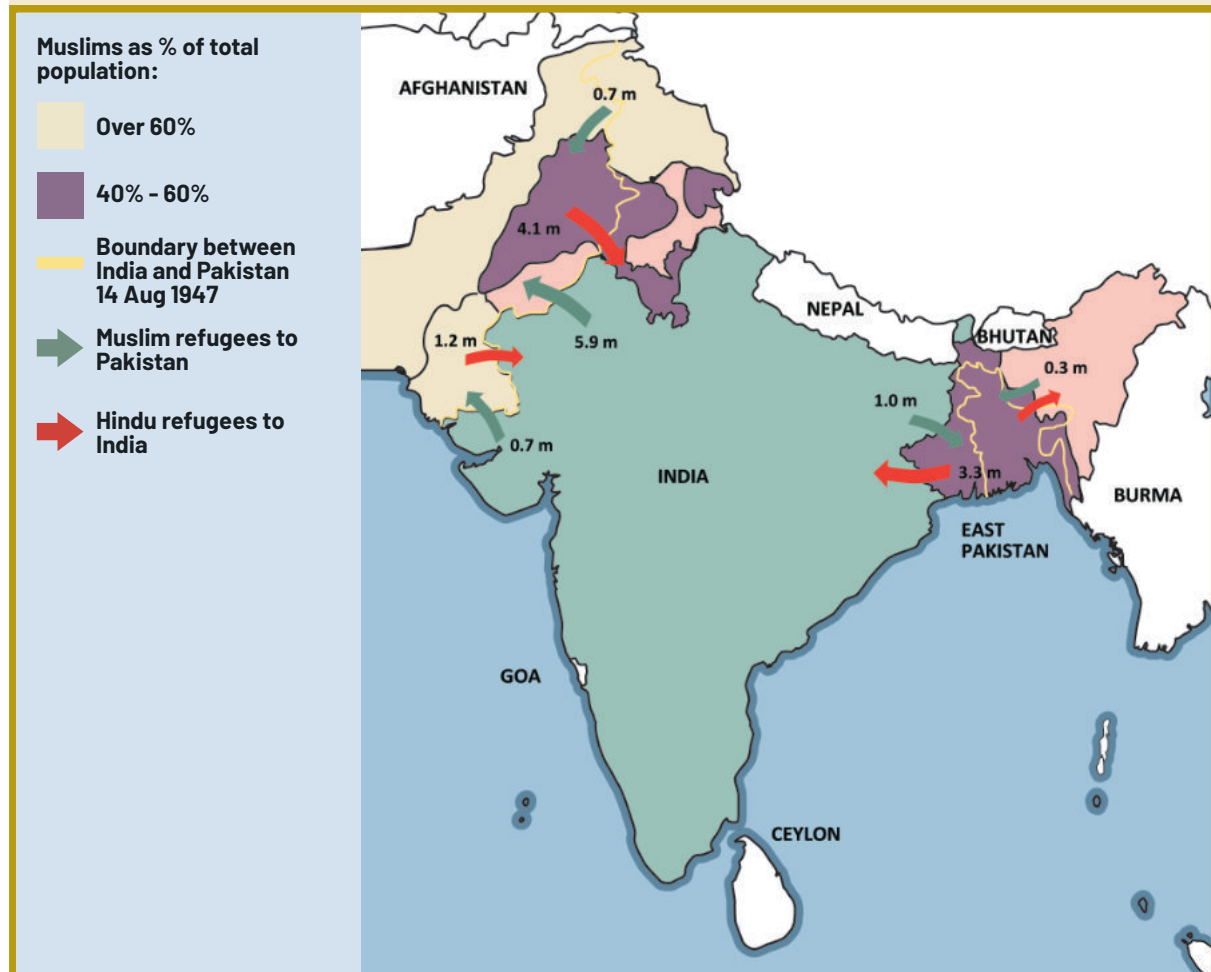 Muslims as % of total
population:
Over 60%
40% - 60%
Boundary between
India and Pakistan
14 Aug 1947
Muslim refugees to
Pakistan
Hindu refugees to
India
AFGHANISTAN
0.7 m
4.1 m
NEPAL
BHUTAN
1.2 m
5.9 m
0.3 m
1.0 m
0.7 m
INDIA
3.3 m
BURMA
EAST
PAKISTAN
GOA
CEYLON